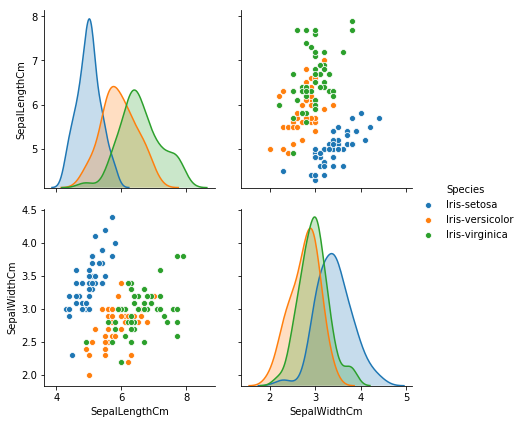 8
7
6
5
SepalLengthCm
Species
Iris-setosa
Iris-versicolor
Iris-virginica
4.5
4.0
3.5
3.0
2.5
2.0
SepalWidthCm
4 6 8
SepalLengthCm
2 3 4 5
SepalWidthCm